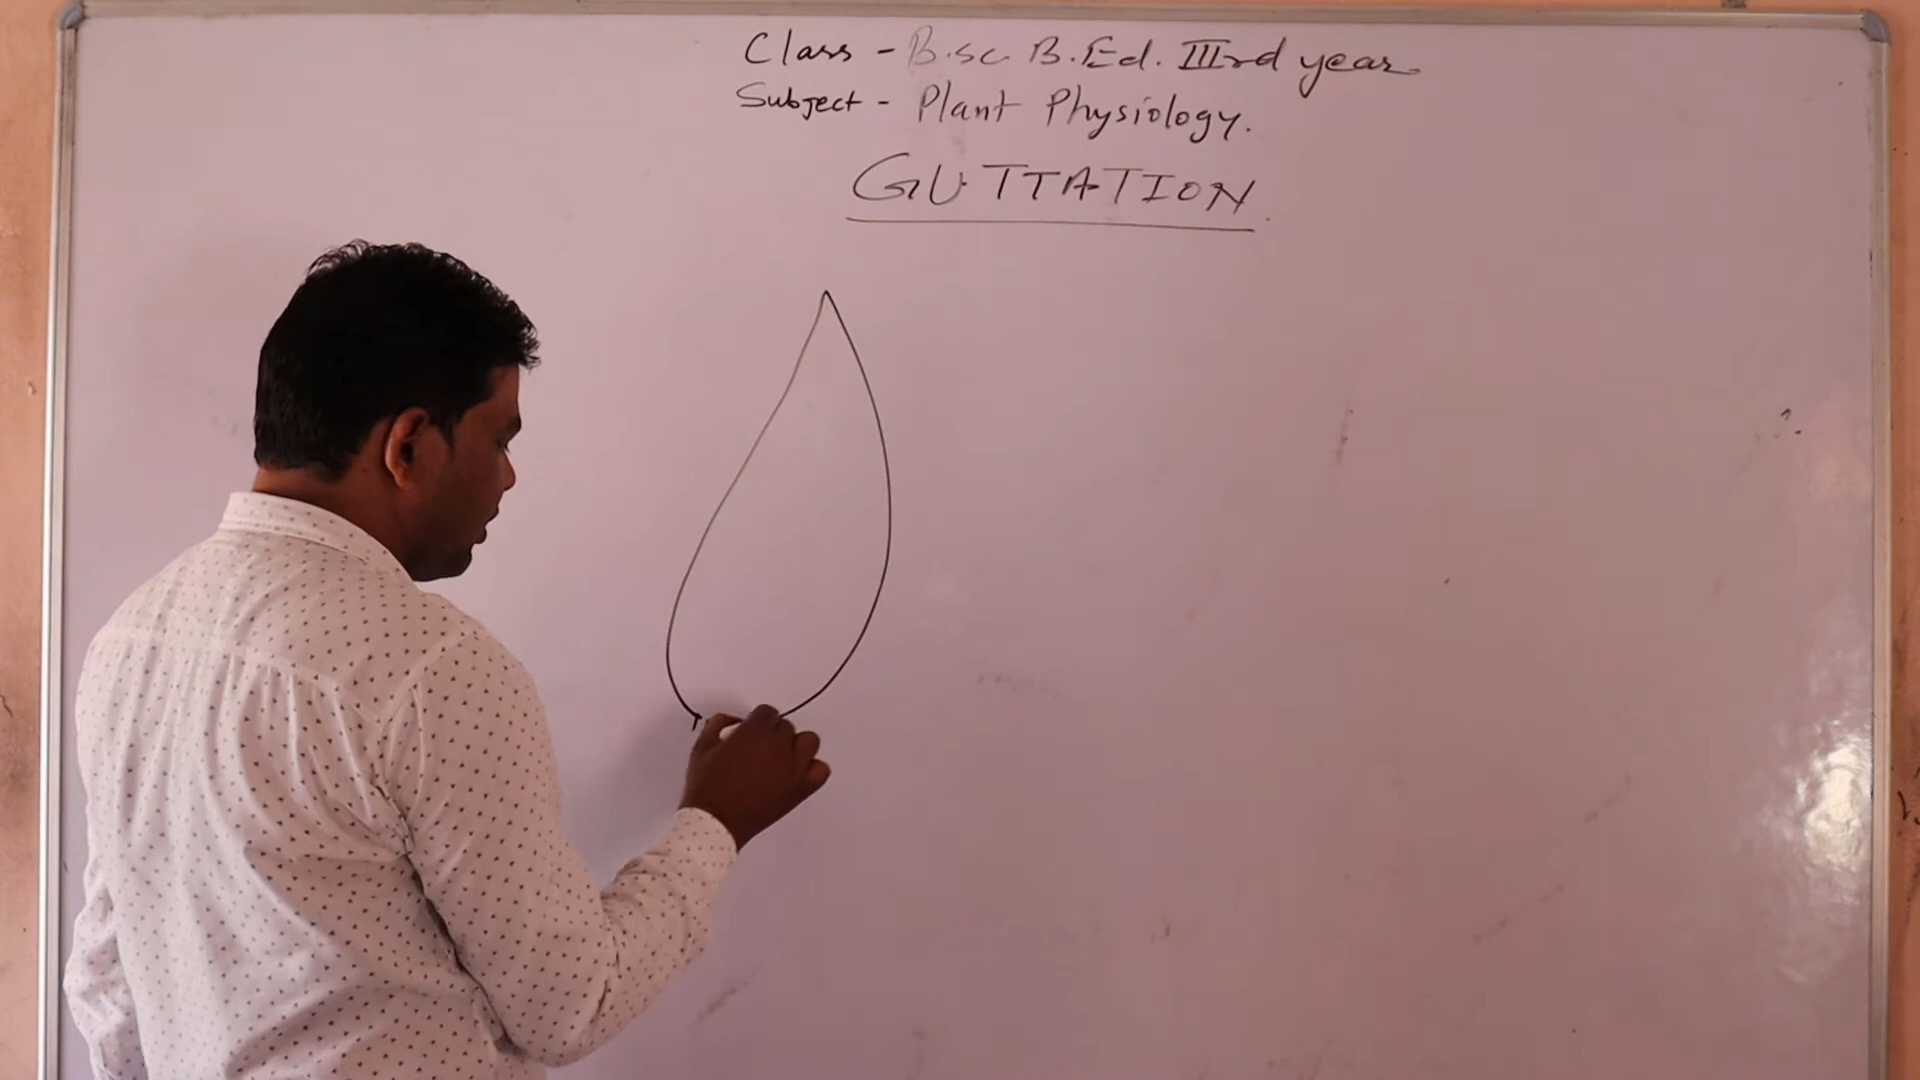 Class - B.sc. B.Ed. IIIrd year
Subject - Plant Physiology.
GUTTATION